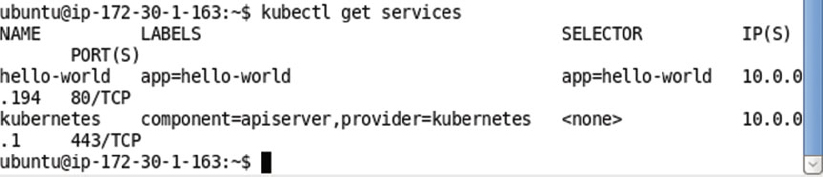 ubuntu@ip-172-30-1-163:~$ kubectl get services
NAME LABELS SELECTOR IP(S)
PORT(S)
hello-world app=hello-world app=hello-world 10.0.0
.194 80/TCP
kubernetes component=apiserver,provider=kubernetes <none> 10.0.0
.1 443/TCP
ubuntu@ip-172-30-1-163:~$